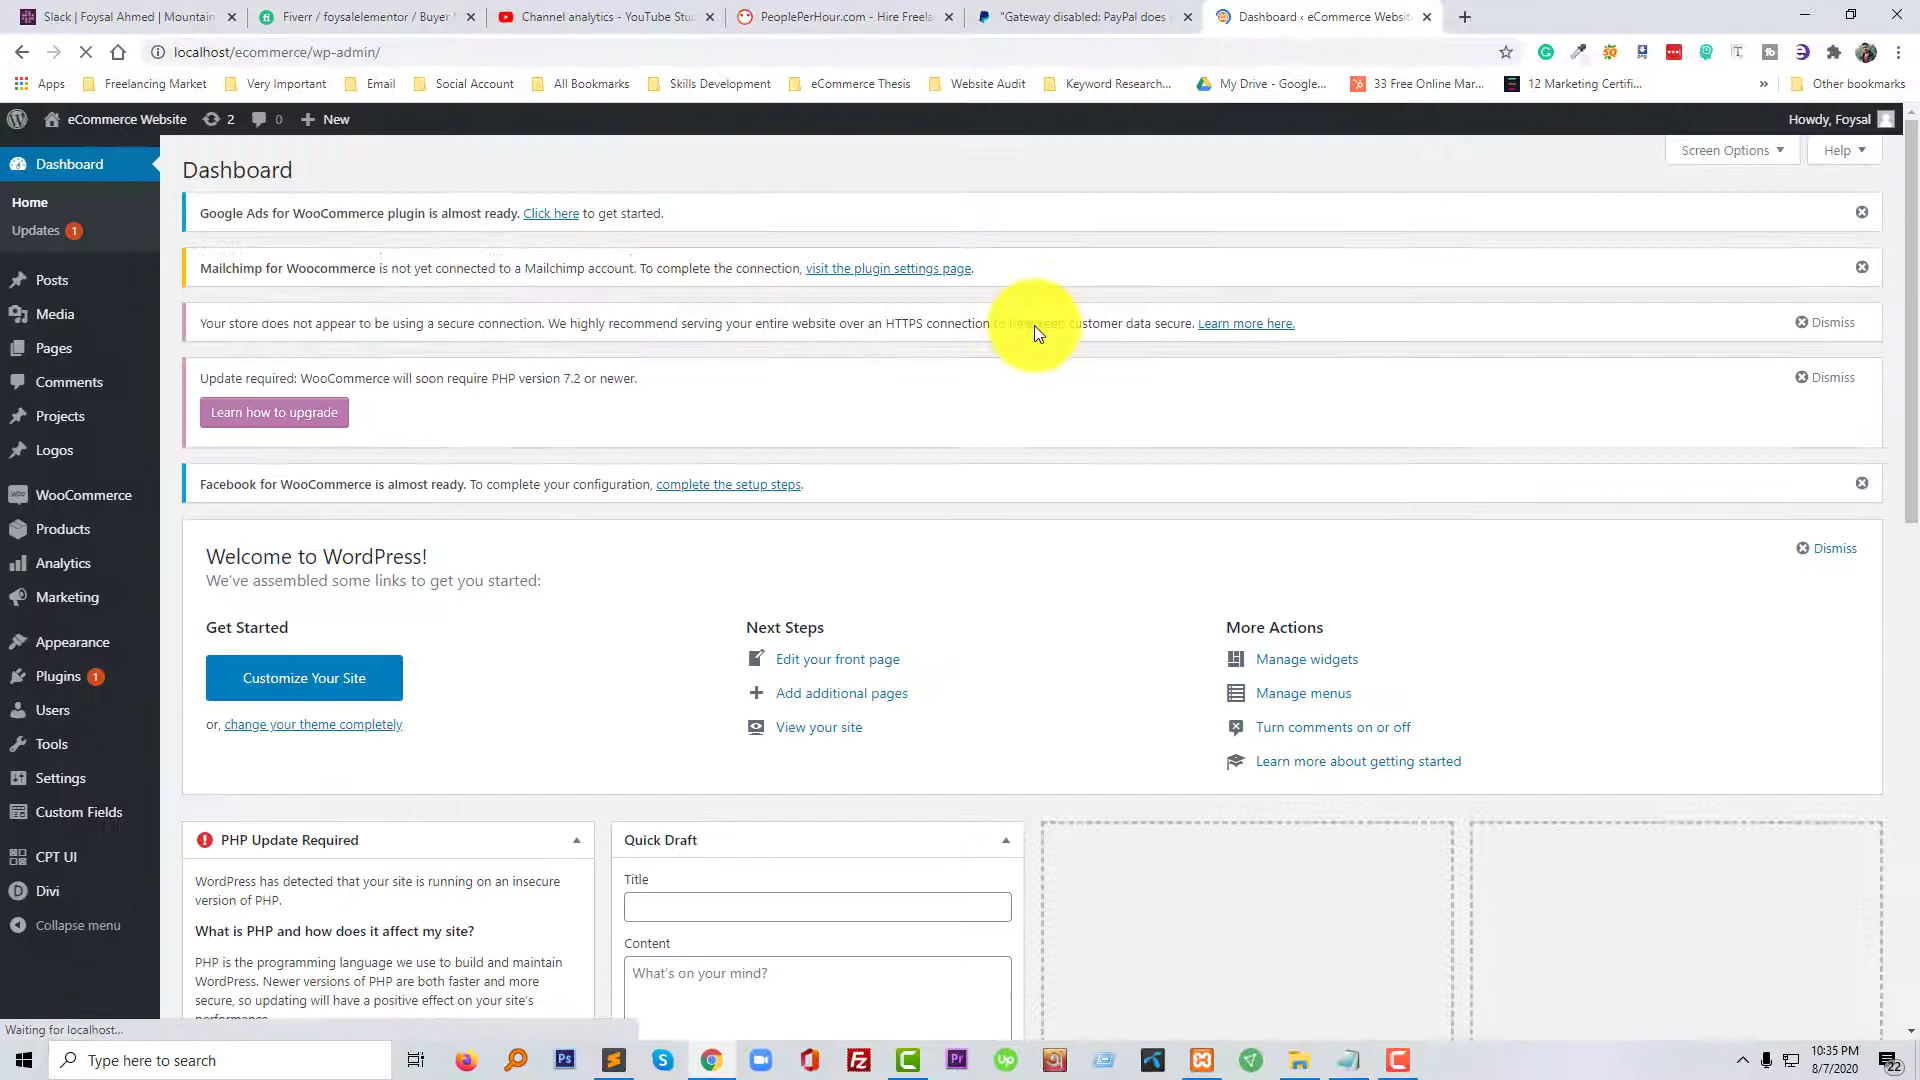 Slack | Foysal Ahmed | Mountain
Fiverr / foysalelementor / Buyer
Channel analytics - YouTube Stu
PeoplePerHour.com - Hire Freela
"Gateway disabled: PayPal does
Dashboard ‹ eCommerce Website
localhost/ecommerce/wp-admin/
Apps
Freelancing Market
Very Important
Email
Social Account
All Bookmarks
Skills Development
eCommerce Thesis
Website Audit
Keyword Research...
My Drive - Google...
33 Free Online Mar...
12 Marketing Certifi...
Other bookmarks
eCommerce Website
2
0
New
Howdy, Foysal
Dashboard
Home
Updates 1
Posts
Media
Pages
Comments
Projects
Logos
WooCommerce
Products
Analytics
Marketing
Appearance
Plugins 1
Users
Tools
Settings
Custom Fields
CPT UI
Divi
Collapse menu
Dashboard
Screen Options
Help
Google Ads for WooCommerce plugin is almost ready. Click here to get started.
Mailchimp for Woocommerce is not yet connected to a Mailchimp account. To complete the connection, visit the plugin settings page.
Your store does not appear to be using a secure connection. We highly recommend serving your entire website over an HTTPS connection to help keep customer data secure. Learn more here.
Dismiss
Update required: WooCommerce will soon require PHP version 7.2 or newer.
Dismiss
Learn how to upgrade
Facebook for WooCommerce is almost ready. To complete your configuration, complete the setup steps.
Welcome to WordPress!
Dismiss
We've assembled some links to get you started:
Get Started
Customize Your Site
or, change your theme completely
Next Steps
Edit your front page
Add additional pages
View your site
More Actions
Manage widgets
Manage menus
Turn comments on or off
Learn more about getting started
PHP Update Required
WordPress has detected that your site is running on an insecure
version of PHP.
What is PHP and how does it affect my site?
PHP is the programming language we use to build and maintain
WordPress. Newer versions of PHP are both faster and more
secure, so updating will have a positive effect on your site's
performance.
Quick Draft
Title
Content
What's on your mind?
Waiting for localhost...
Type here to search
10:35 PM
8/7/2020
22